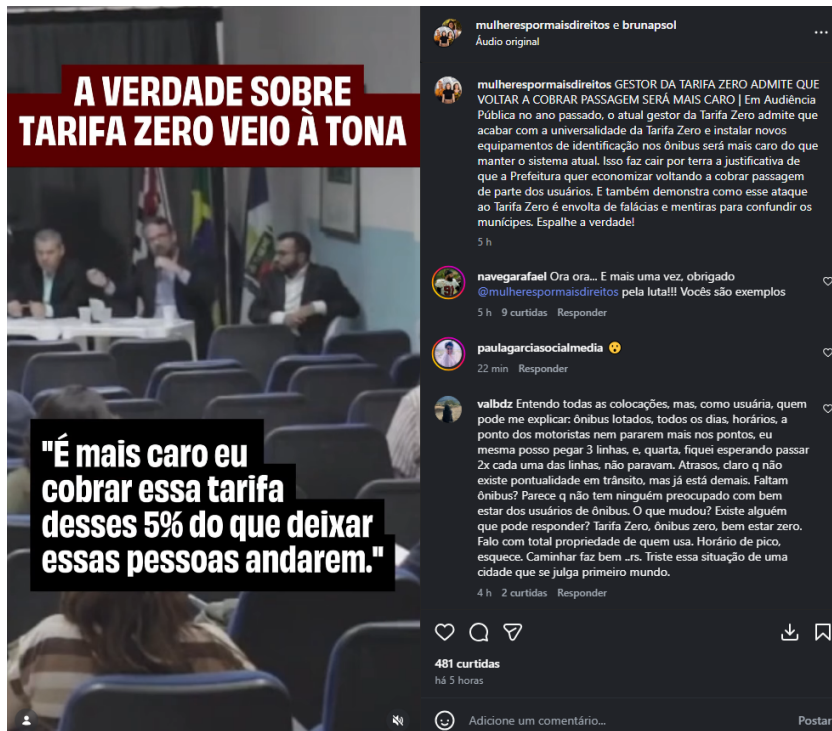 A VERDADE SOBRE
TARIFA ZERO VEIO À TONA
"É mais caro eu
cobrar essa tarifa
desses 5% do que deixar
essas pessoas andarem."
mulherespormaisdireitos e brunapsol
Áudio original
mulherespormaisdireitos GESTOR DA TARIFA ZERO ADMITE QUE
VOLTAR A COBRAR PASSAGEM SERÁ MAIS CARO | Em Audiência
Pública no ano passado, o atual gestor da Tarifa Zero admite que
acabar com a universalidade da Tarifa Zero e instalar novos
equipamentos de identificação nos ônibus será mais caro do que
manter o sistema atual. Isso faz cair por terra a justificativa de
que a Prefeitura quer economizar voltando a cobrar passagem
de parte dos usuários. E também demonstra como esse ataque
ao Tarifa Zero é envolta de falácias e mentiras para confundir os
munícipes. Espalhe a verdade!
5 h
navegarafael Ora ora... E mais uma vez, obrigado
@mulherespormaisdireitos pela luta!!! Vocês são exemplos
5 h 9 curtidas Responder
paulagarciasocialmedia 😮
22 min Responder
valbdz Entendo todas as colocações, mas, como usuária, quem
pode me explicar: ônibus lotados, todos os dias, horários, a
ponto dos motoristas nem pararem mais nos pontos, eu
mesma posso pegar 3 linhas, e, quarta, fiquei esperando passar
2x cada uma das linhas, não paravam. Atrasos, claro q não
existe pontualidade em trânsito, mas já está demais. Faltam
ônibus? Parece q não tem ninguém preocupado com bem
estar dos usuários de ônibus. O que mudou? Existe alguém
que pode responder? Tarifa Zero, ônibus zero, bem estar zero.
Falo com total propriedade de quem usa. Horário de pico,
esquece. Caminhar faz bem ..rs. Triste essa situação de uma
cidade que se julga primeiro mundo.
4 h 2 curtidas Responder
481 curtidas
há 5 horas
Adicione um comentário...
Postar